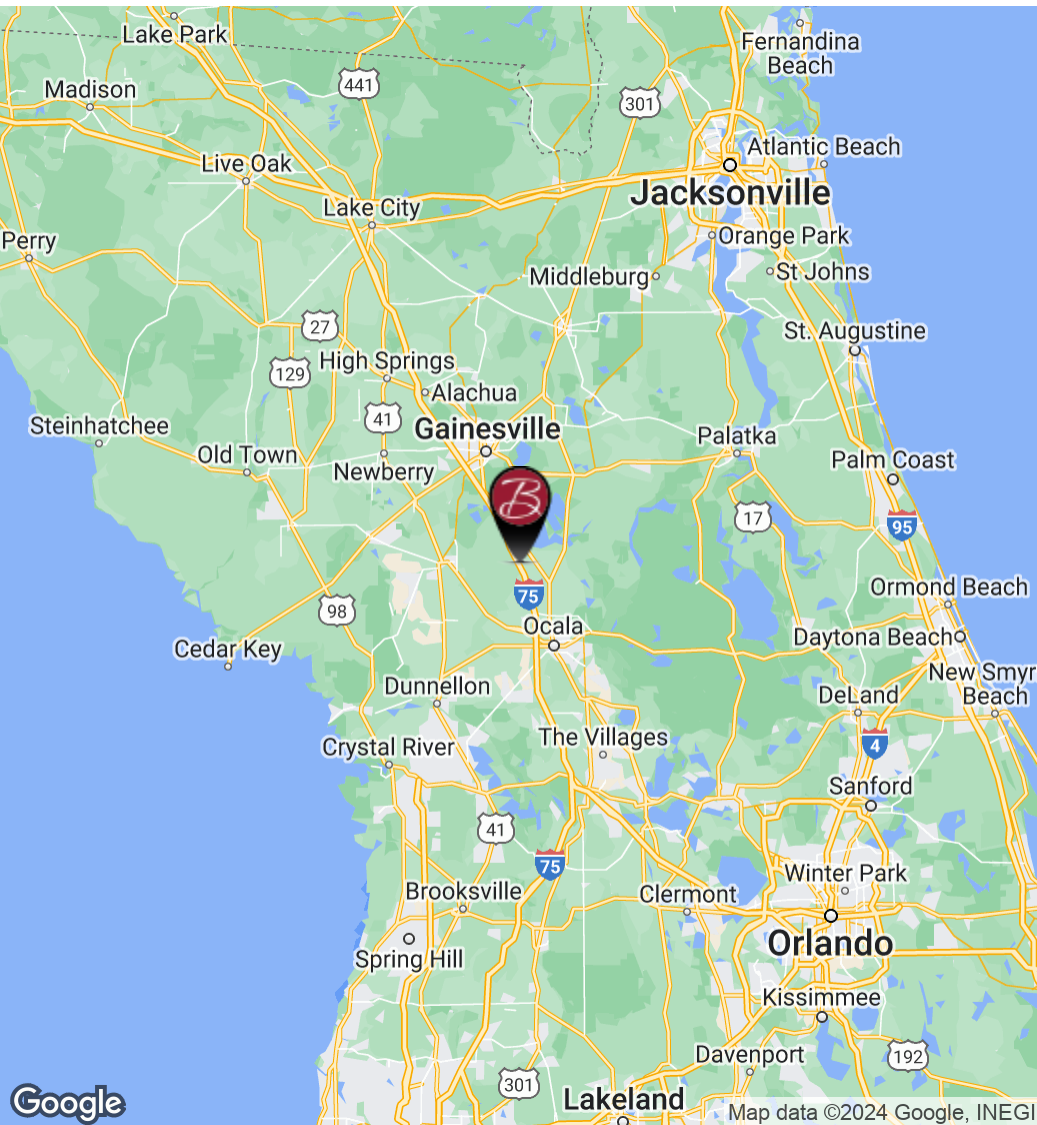 Lake Park
Fernandina
Beach
Madison
441
301
Atlantic Beach
Live Oak
Jacksonville
Lake City
Perry
Orange Park
Middleburg
St Johns
27
St. Augustine
High Springs
129
Alachua
41
Steinhatchee
Gainesville
Palatka
Old Town
Newberry
Palm Coast
B
17
95
75
Ormond Beach
98
Ocala
Daytona Beach
Cedar Key
New Smyr
Beach
Dunnellon
DeLand
Crystal River
The Villages
4
Sanford
41
75
Winter Park
Brooksville
Clermont
Orlando
Spring Hill
Kissimmee
Davenport
192
301
Lakeland
Google
Map data ©2024 Google, INEGI